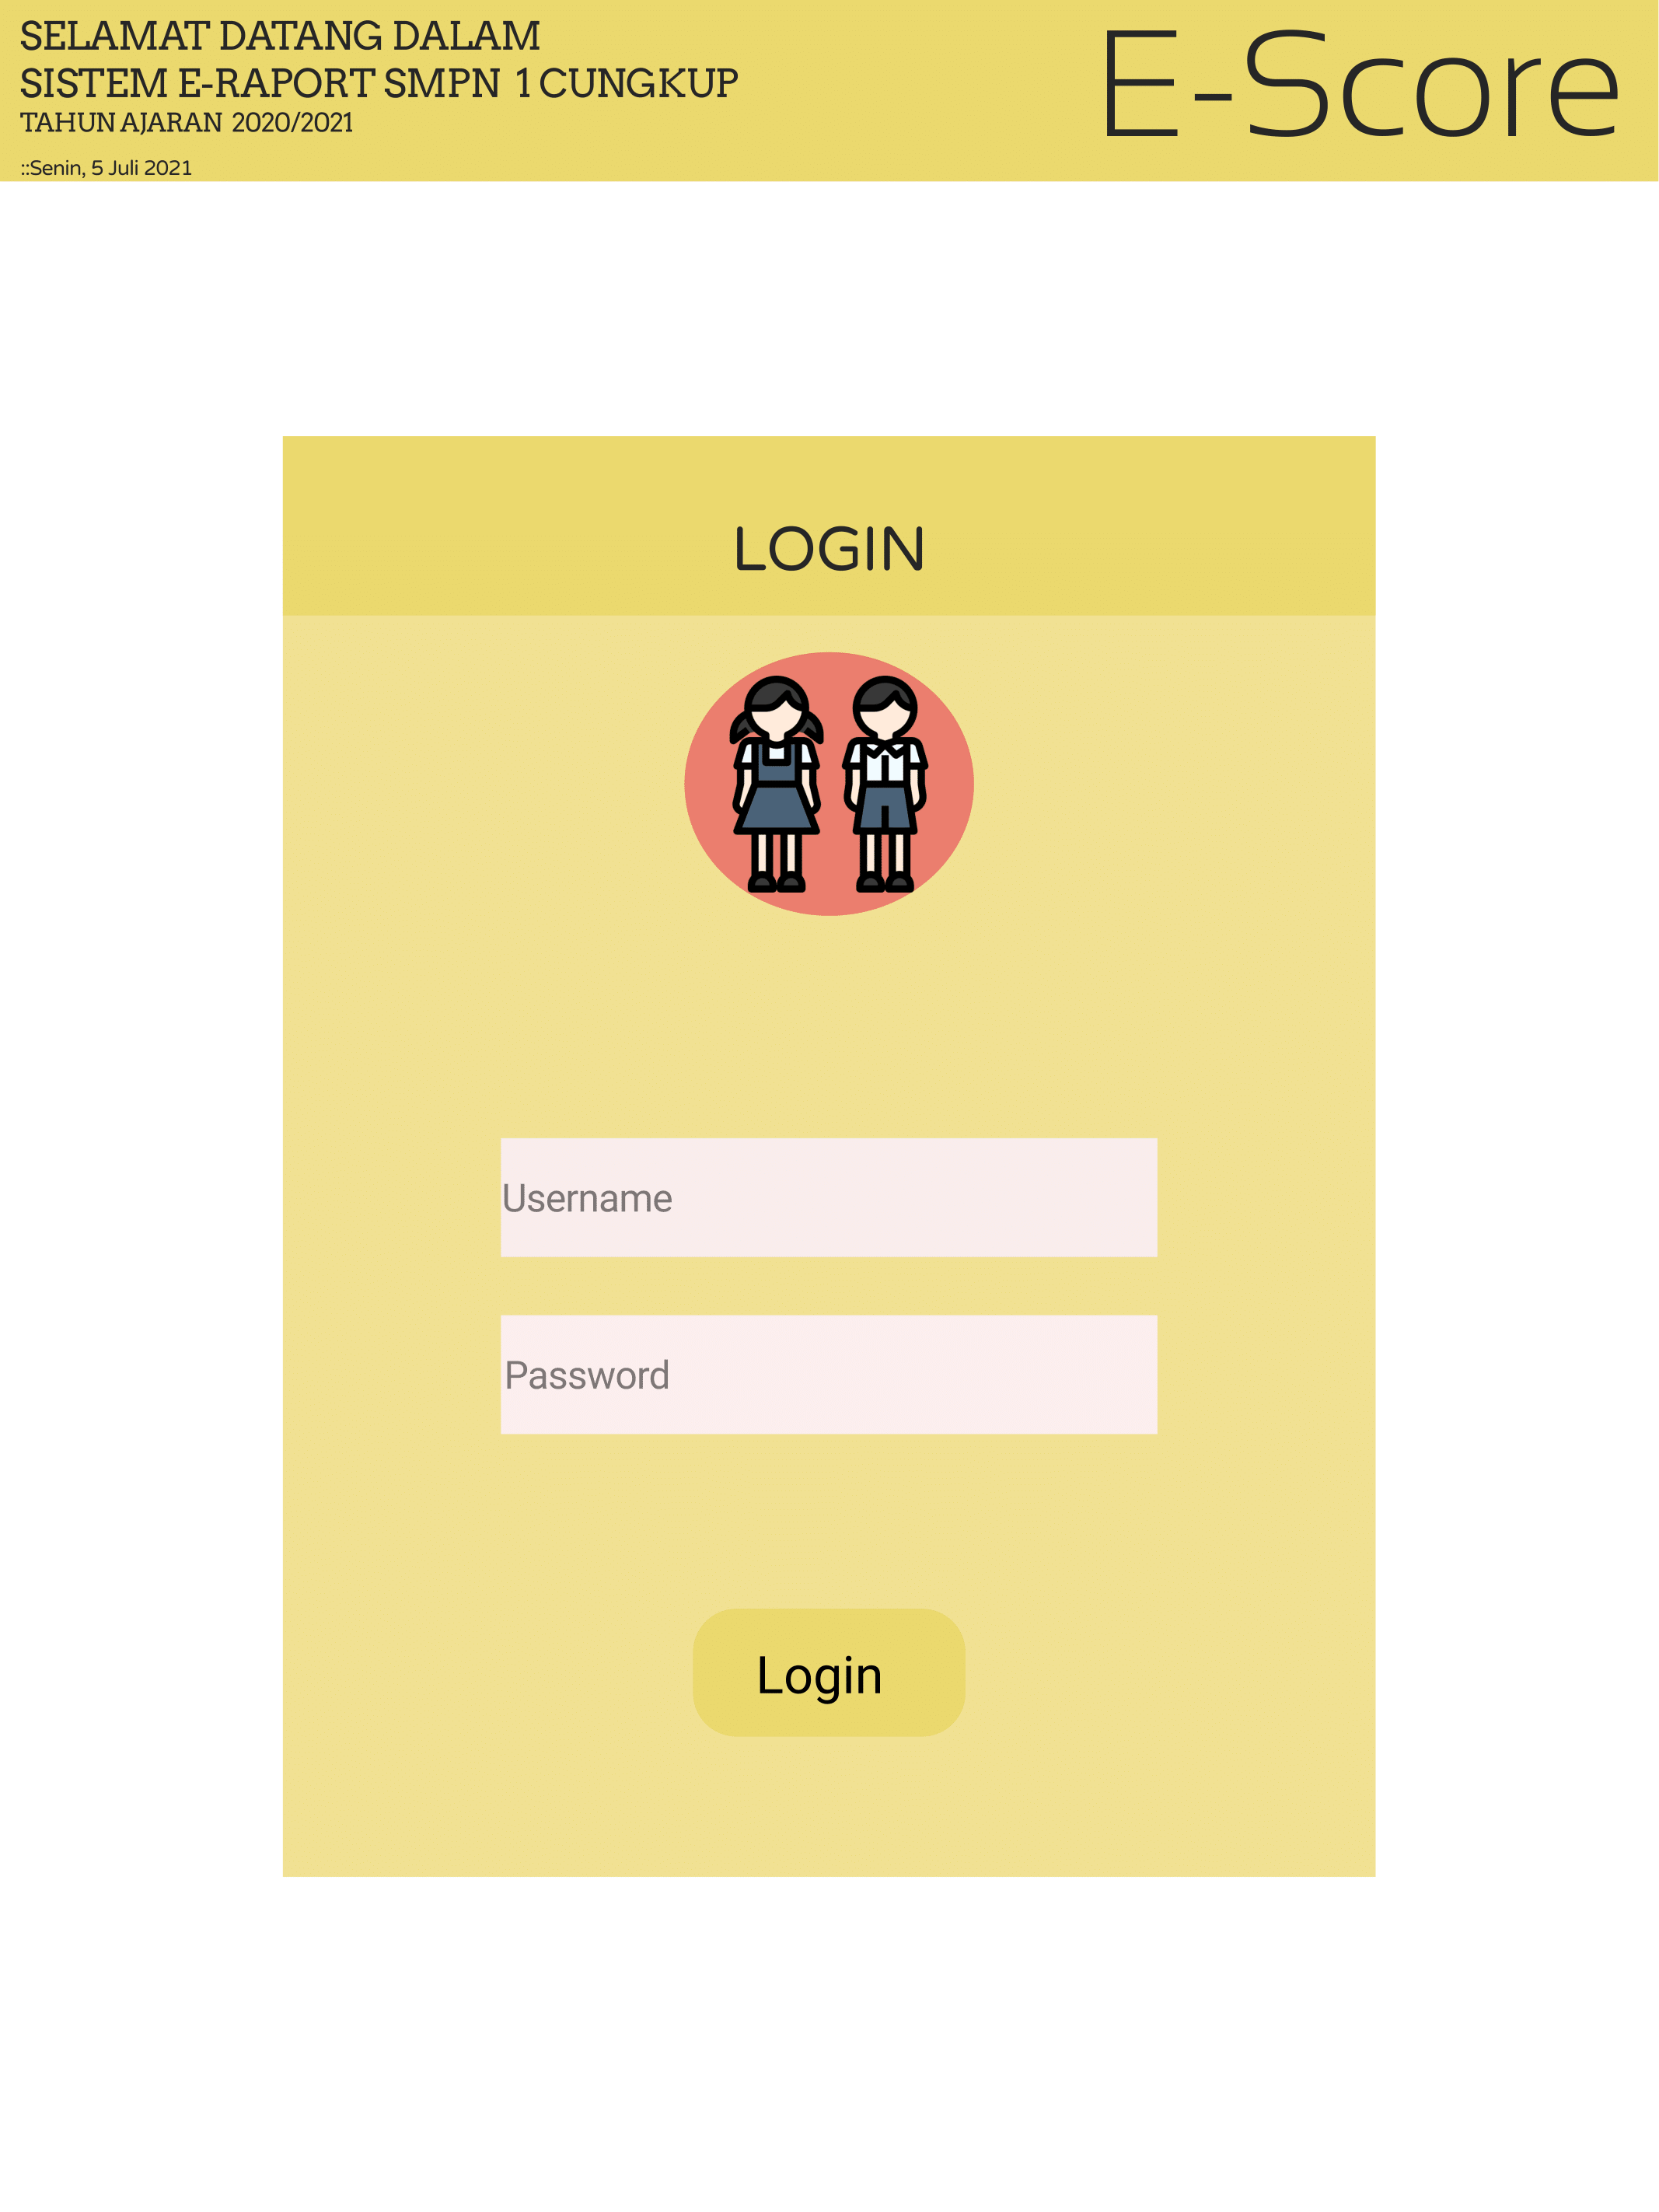 SELAMAT DATANG DALAM
SISTEM E-RAPORT SMPN 1 CUNGKUP
TAHUN AJARAN 2020/2021
::Senin, 5 Juli 2021
E-Score
LOGIN
Username
Password
Login